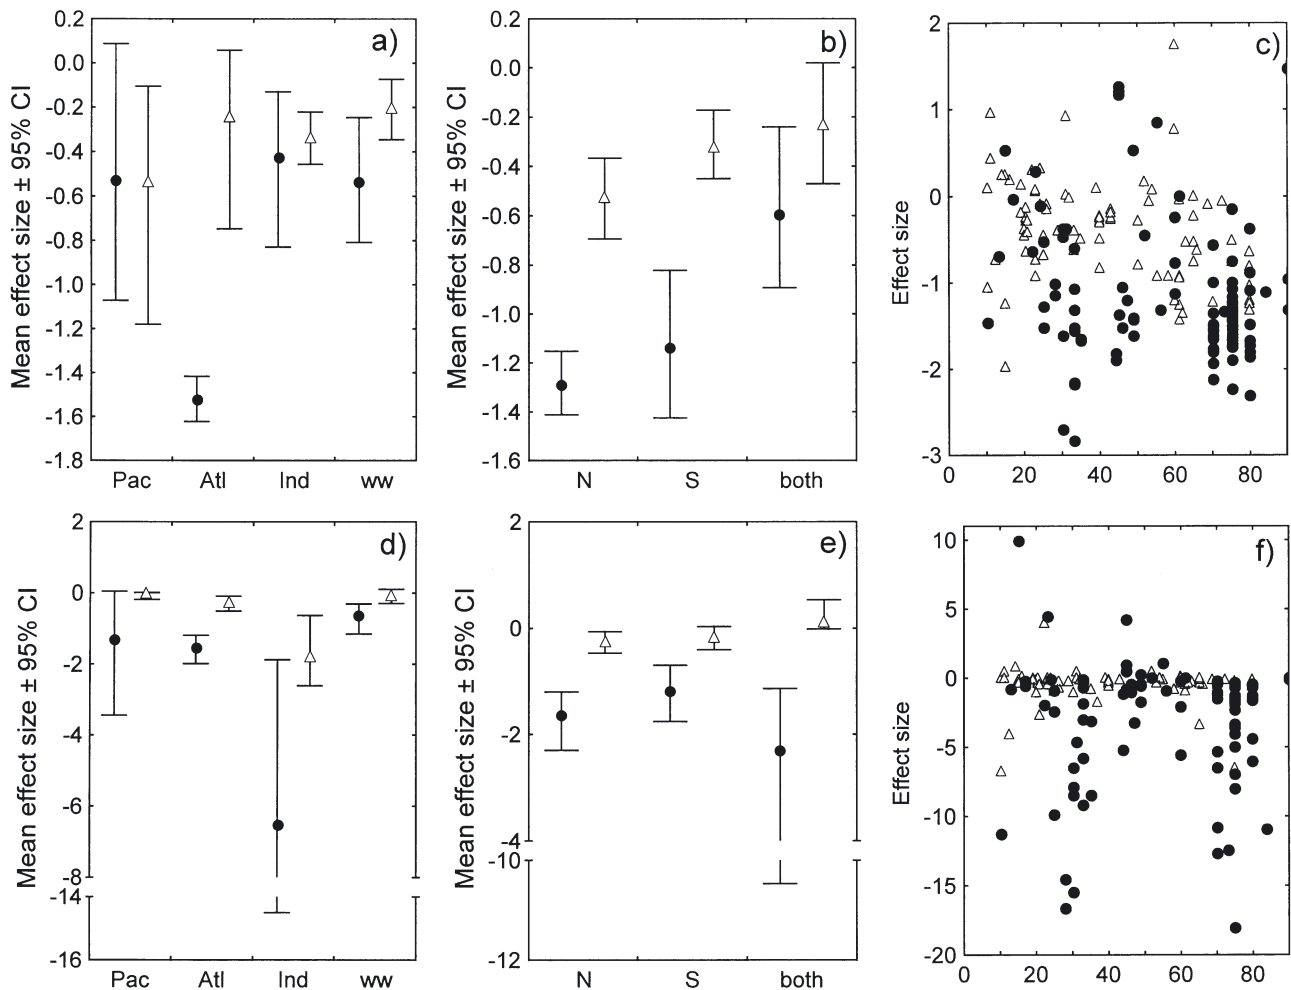 a)
Mean effect size ± 95% CI
0.2
0.0
-0.2
-0.4
-0.6
-0.8
-1.0
-1.2
-1.4
-1.6
-1.8
Pac Atl Ind ww
b)
Mean effect size ± 95% CI
0.2
0.0
-0.2
-0.4
-0.6
-0.8
-1.0
-1.2
-1.4
-1.6
N S both
c)
Effect size
2
1
0
-1
-2
-3
0 20 40 60 80
d)
Mean effect size ± 95% CI
2
0
-2
-4
-6
-8
-14
-16
Pac Atl Ind ww
e)
Mean effect size ± 95% CI
2
0
-2
-4
-10
-12
N S both
f)
Effect size
10
5
0
-5
-10
-15
-20
0 20 40 60 80